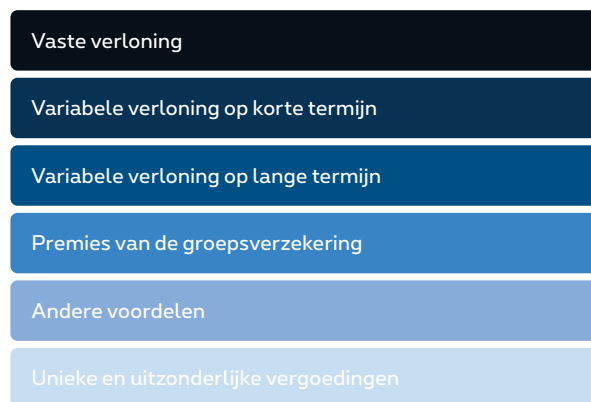 Vaste verloning
Variabele verloning op korte termijn
Variabele verloning op lange termijn
Premies van de groepsverzekering
Andere voordelen
Unieke en uitzonderlijke vergoedingen